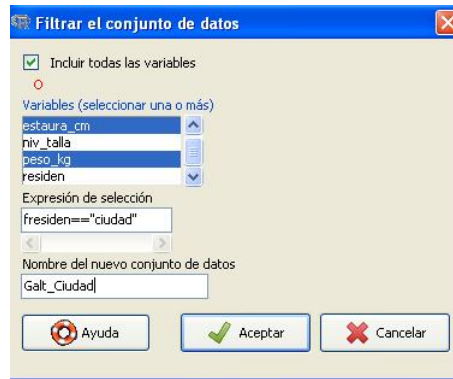 Filtrar el conjunto de datos
Incluir todas las variables
O
Variables (seleccionar una o más)
estaura_cm
niv_talla
peso_kg
residen
Expresión de selección
fresiden=="ciudad"
Nombre del nuevo conjunto de datos
Galt_Ciudad
Ayuda Aceptar Cancelar